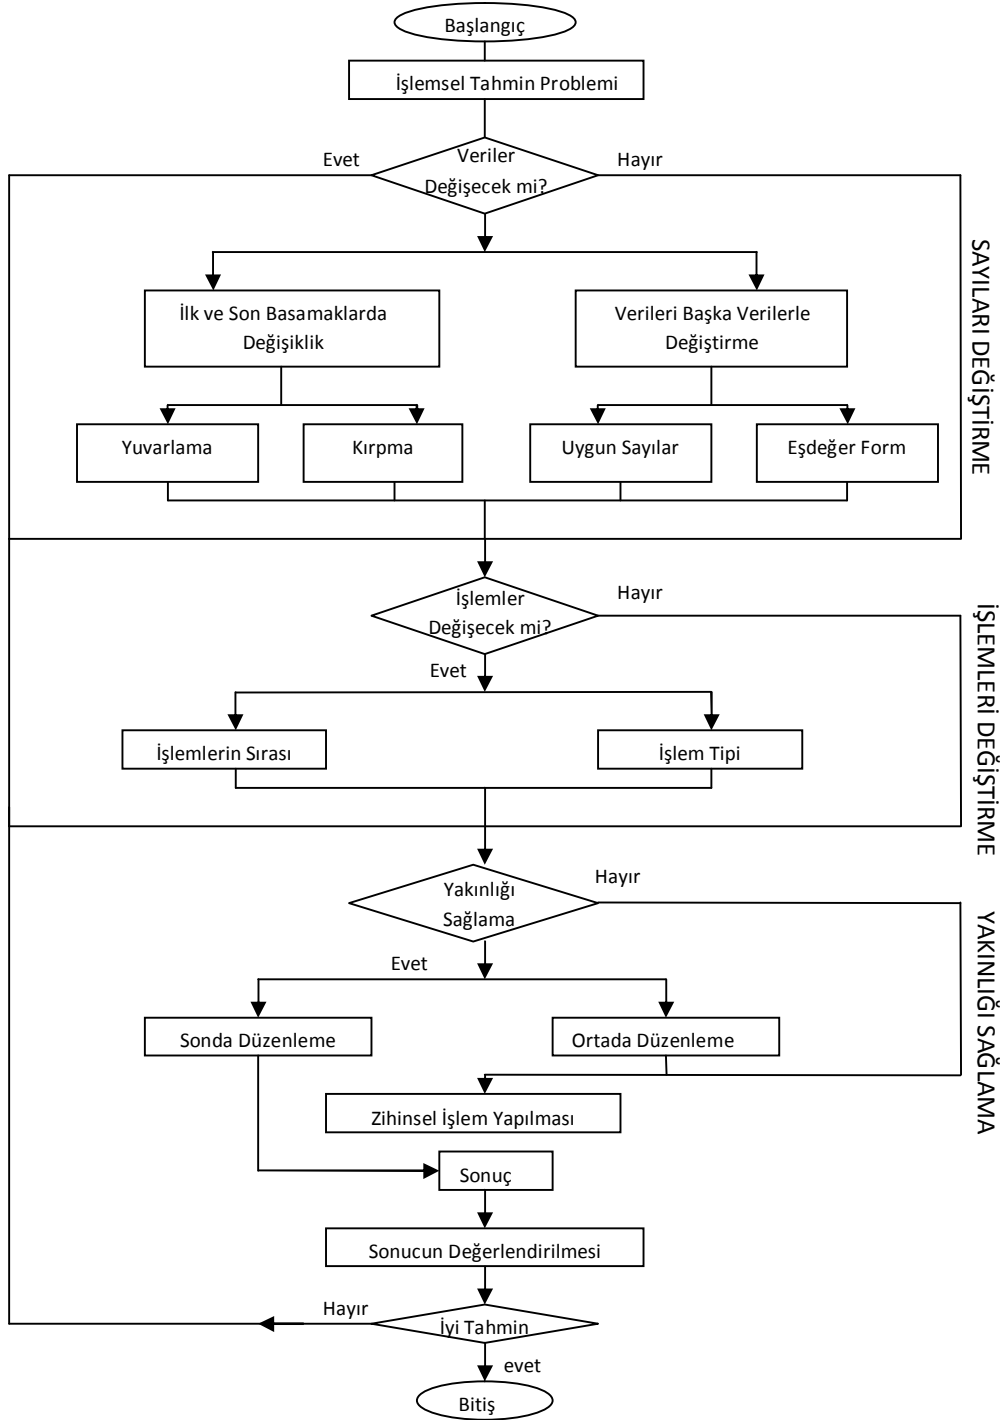 Başlangıç
İşlemsel Tahmin Problemi
Evet
Veriler
Değişecek mi?
Hayır
SAYILARI DEĞİŞTİRME
İlk ve Son Basamaklarda
Değişiklik
Verileri Başka Verilerle
Değiştirme
Yuvarlama
Kırpma
Uygun Sayılar
Eşdeğer Form
İşlemler
Değişecek mi?
Hayır
İŞLEMLERİ DEĞİŞTİRME
Evet
İşlemlerin Sırası
İşlem Tipi
Yakınlığı
Sağlama
Hayır
YAKINLIĞI SAĞLAMA
Evet
Sonda Düzenleme
Ortada Düzenleme
Zihinsel İşlem Yapılması
Sonuç
Sonucun Değerlendirilmesi
Hayır
İyi Tahmin
evet
Bitiş